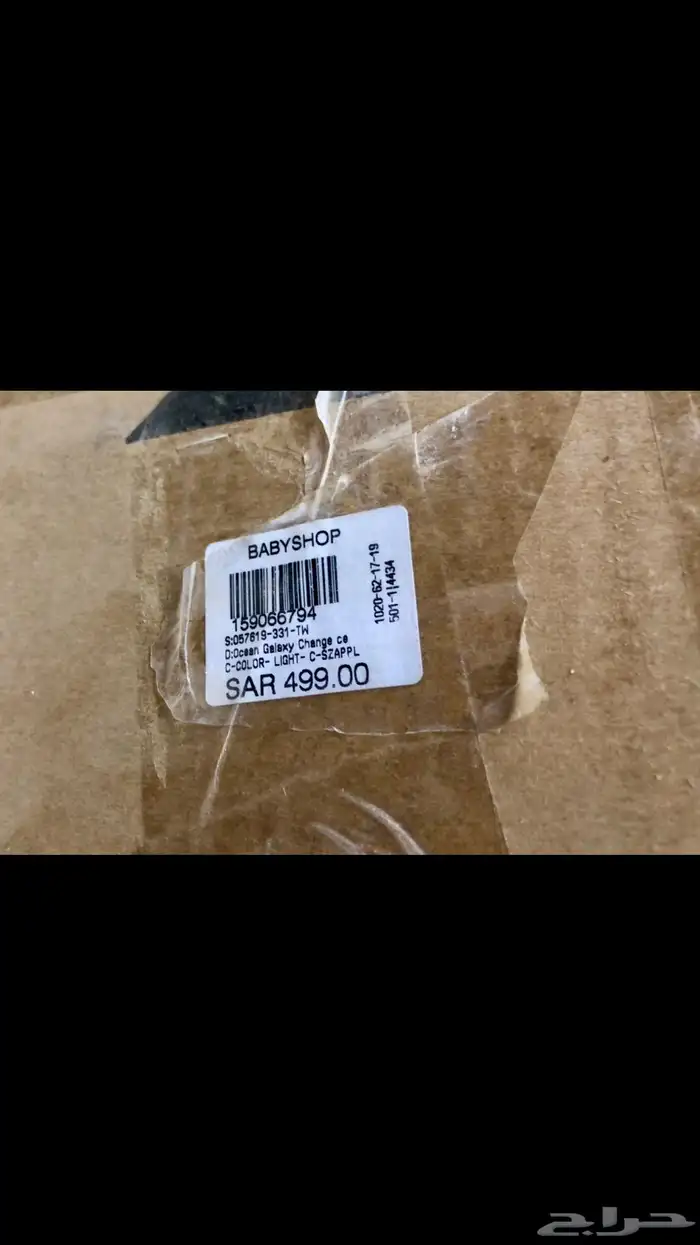 BABYSHOP
159066794
S:057619-331-TW
D:Ocean Galaxy Change ce
C-COLOR- LIGHT- C-SZAPPL
SAR 499.00
1020-62-17-19
501-1|4434
حراج